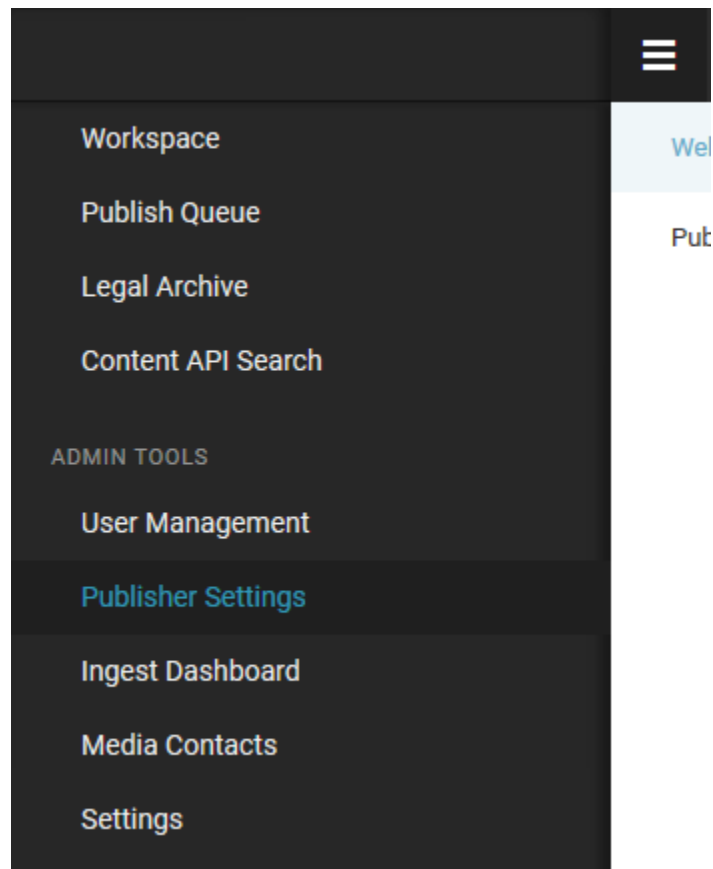 Workspace
Publish Queue
Legal Archive
Content API Search
ADMIN TOOLS
User Management
Publisher Settings
Ingest Dashboard
Media Contacts
Settings